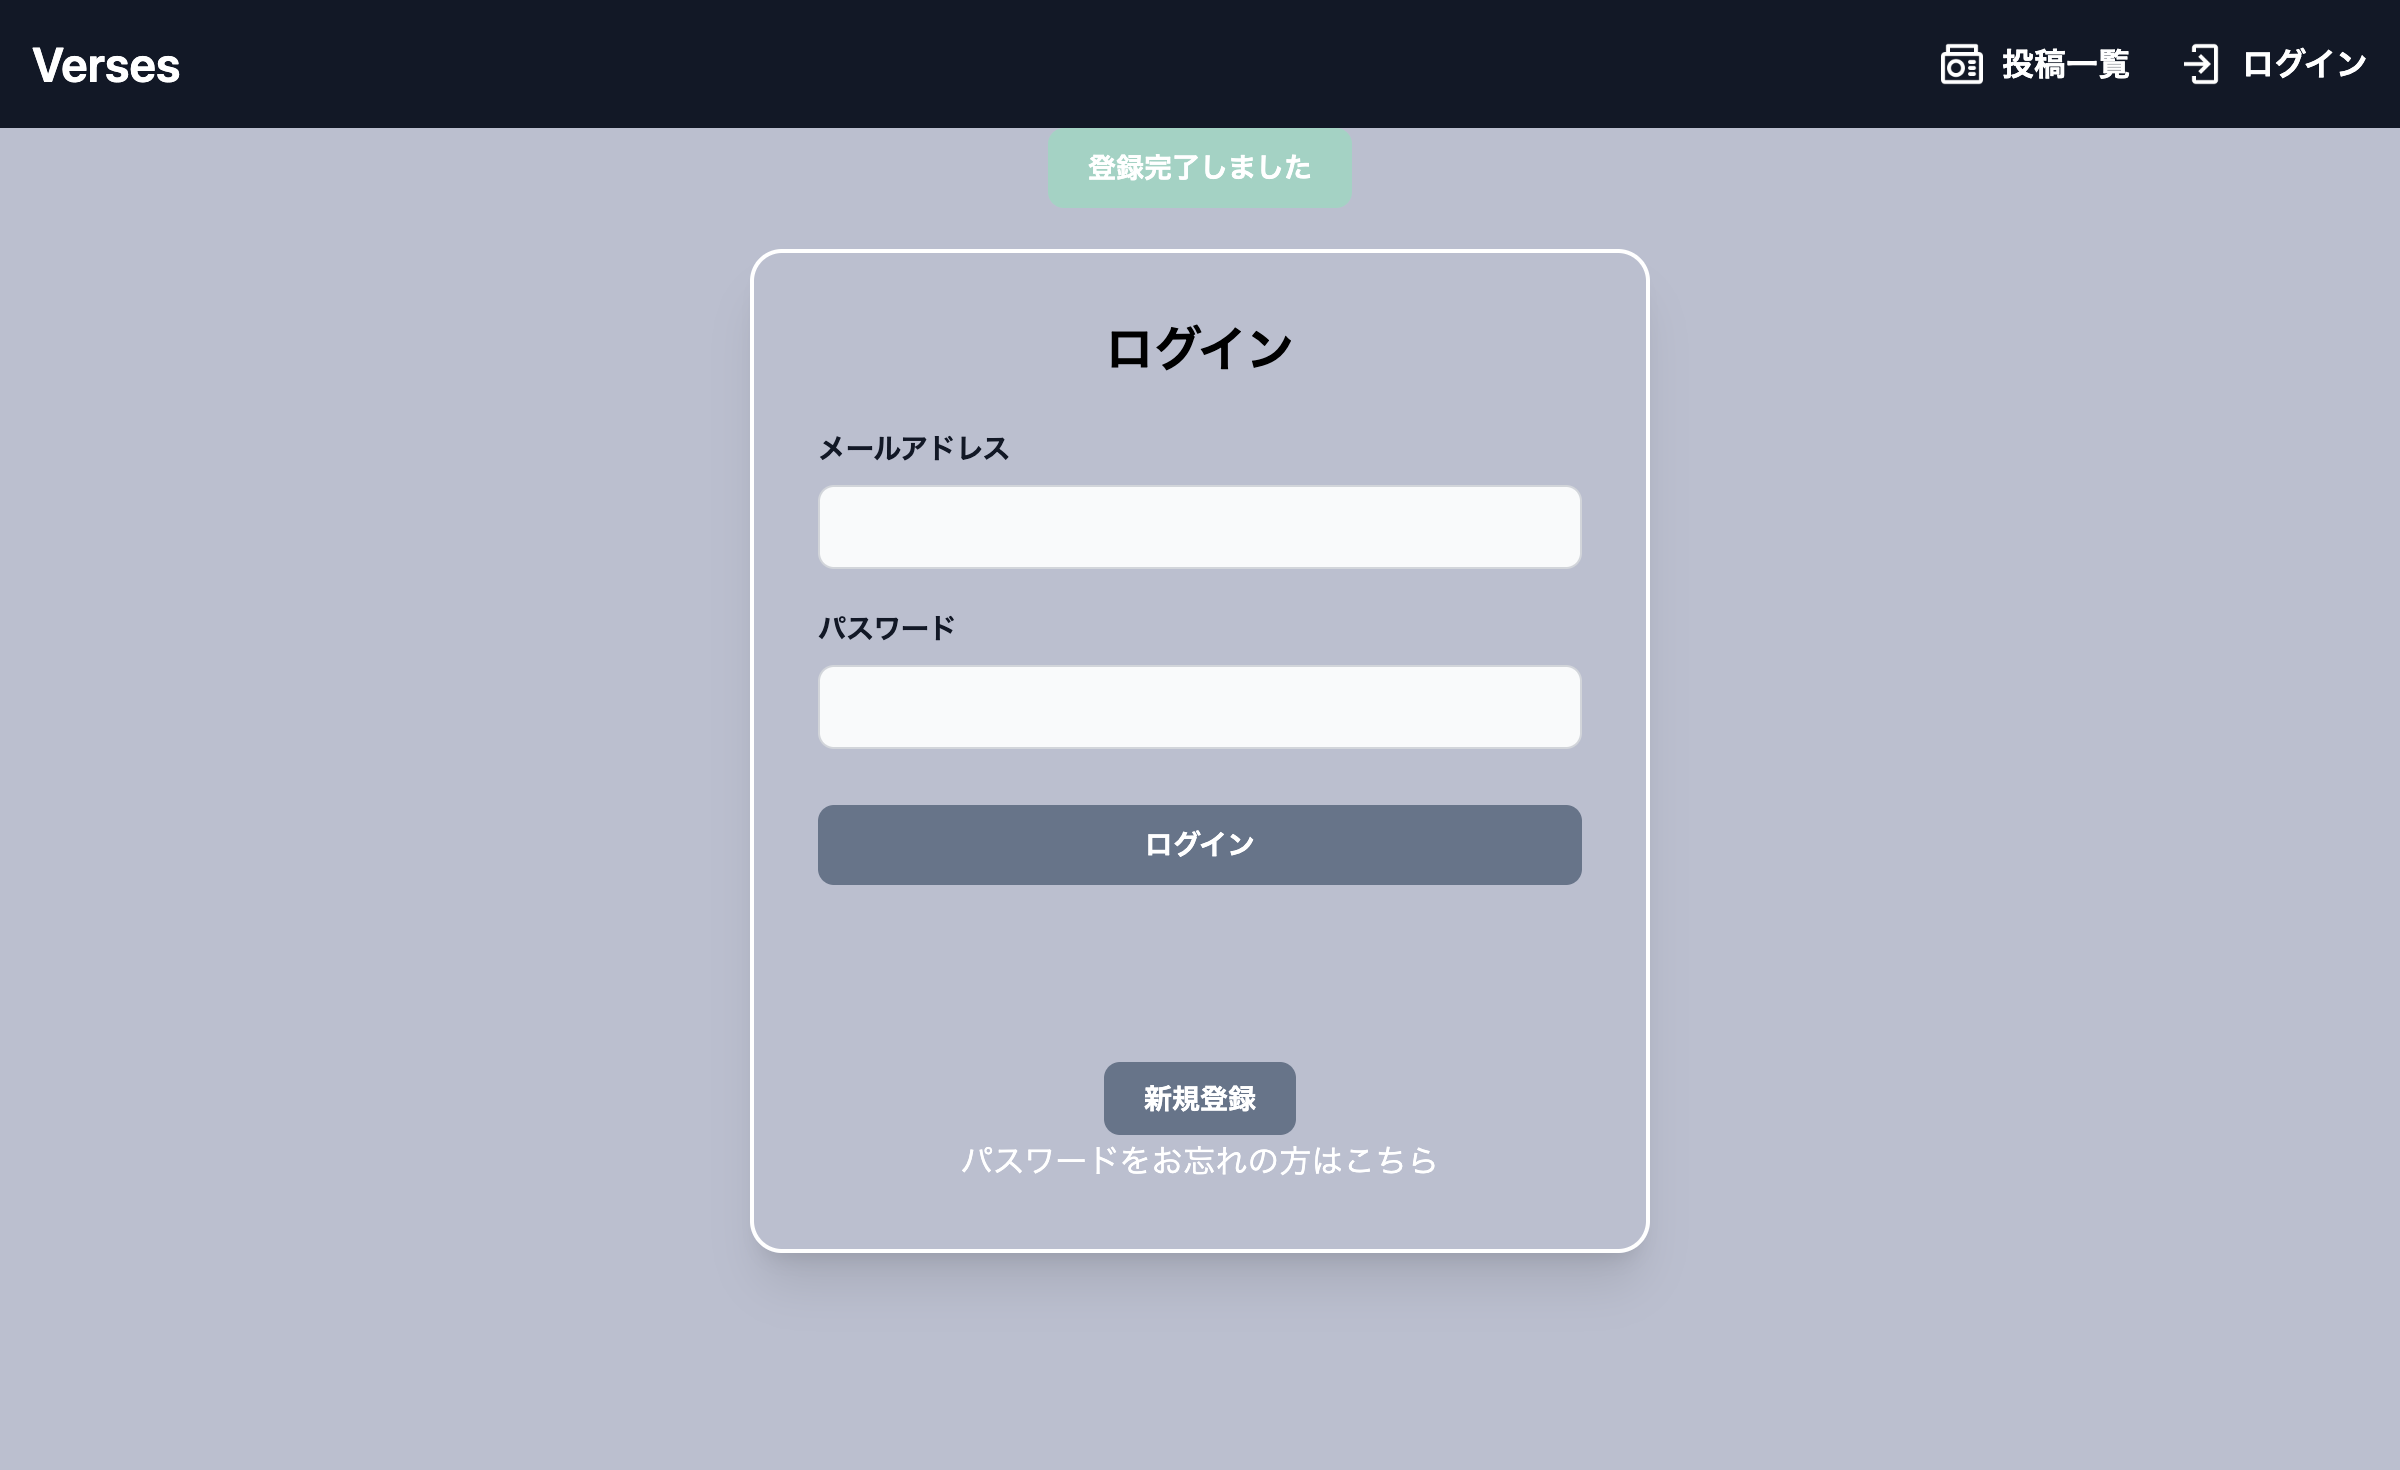 Verses
投稿一覧
ログイン
登録完了しました
ログイン
メールアドレス
パスワード
ログイン
新規登録
パスワードをお忘れの方はこちら